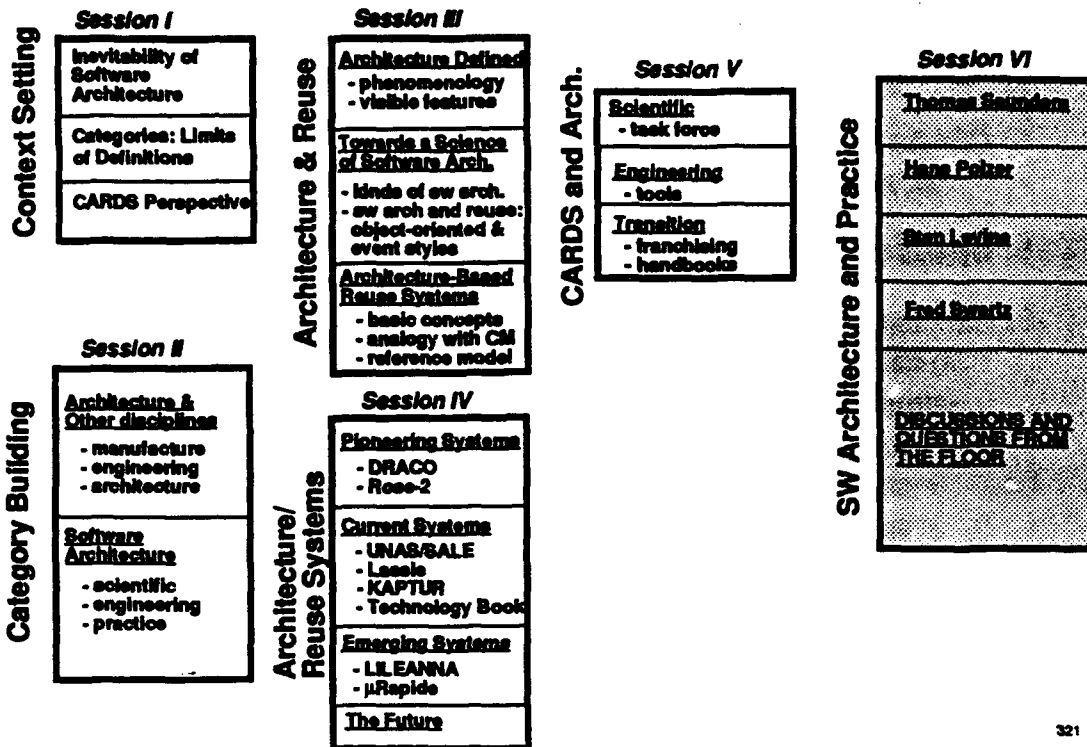 Context Setting
Session I
Inevitability of
Software
Architecture
Categories: Limits
of Definitions
CARDS Perspective
Category Building
Session II
Architecture &
Other disciplines
- manufacture
- engineering
- architecture
Software
Architecture
- scientific
- engineering
- practice
Architecture & Reuse
Session III
Architecture Defined
- phenomenology
- visible features
Towards a Science
of Software Arch.
- kinds of sw arch.
- sw arch and reuse:
object-oriented &
event styles
Architecture-Based
Reuse Systems
- basic concepts
- analogy with CM
- reference model
Architecture/
Reuse Systems
Session IV
Pioneering Systems
- DRACO
- Rose-2
Current Systems
- UNAS/SALE
- Lassie
- KAPTUR
- Technology Book
Emerging Systems
- LILEANNA
- µRapide
The Future
CARDS and Arch.
Session V
Scientific
- task force
Engineering
- tools
Transition
- franchising
- handbooks
SW Architecture and Practice
Session VI
Thomas Saunders
Hans Polzer
Stan Levine
Fred Swartz
DISCUSSIONS AND
QUESTIONS FROM
THE FLOOR
321